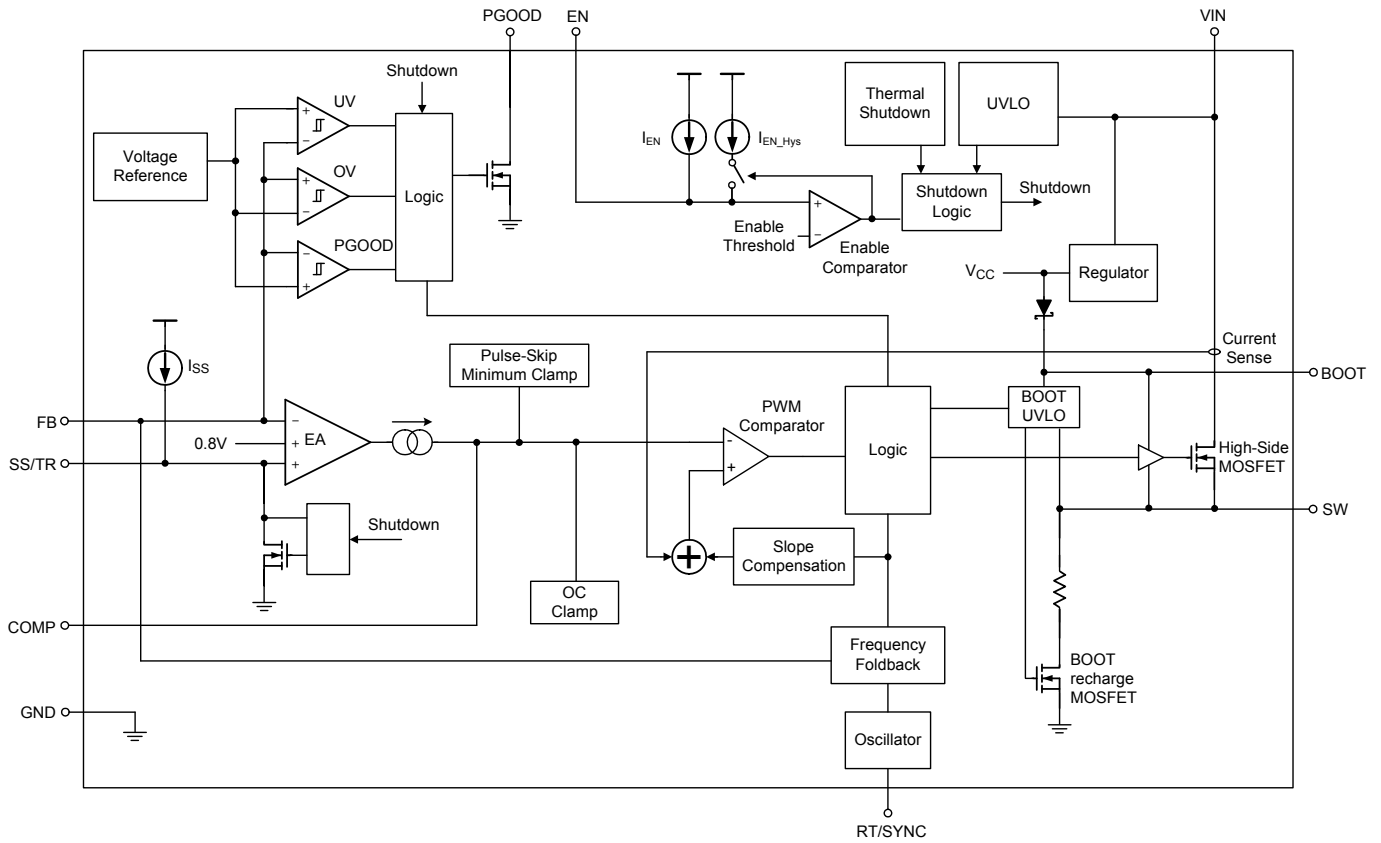 PGOOD
EN
VIN
Shutdown
UV
Voltage
Reference
OV
Logic
PGOOD
IEN
IEN_Hys
Thermal
Shutdown
UVLO
Shutdown
Logic
Shutdown
+
−
+
−
−
+
+
−
Enable
Threshold
Enable
Comparator
VCC
Regulator
ISS
Pulse-Skip
Minimum Clamp
Current
Sense
BOOT
BOOT
UVLO
FB
0.8V
SS/TR
−
+
+
EA
PWM
Comparator
-
+
Logic
High-Side
MOSFET
SW
Shutdown
+
Slope
Compensation
OC
Clamp
COMP
Frequency
Foldback
BOOT
recharge
MOSFET
GND
Oscillator
RT/SYNC